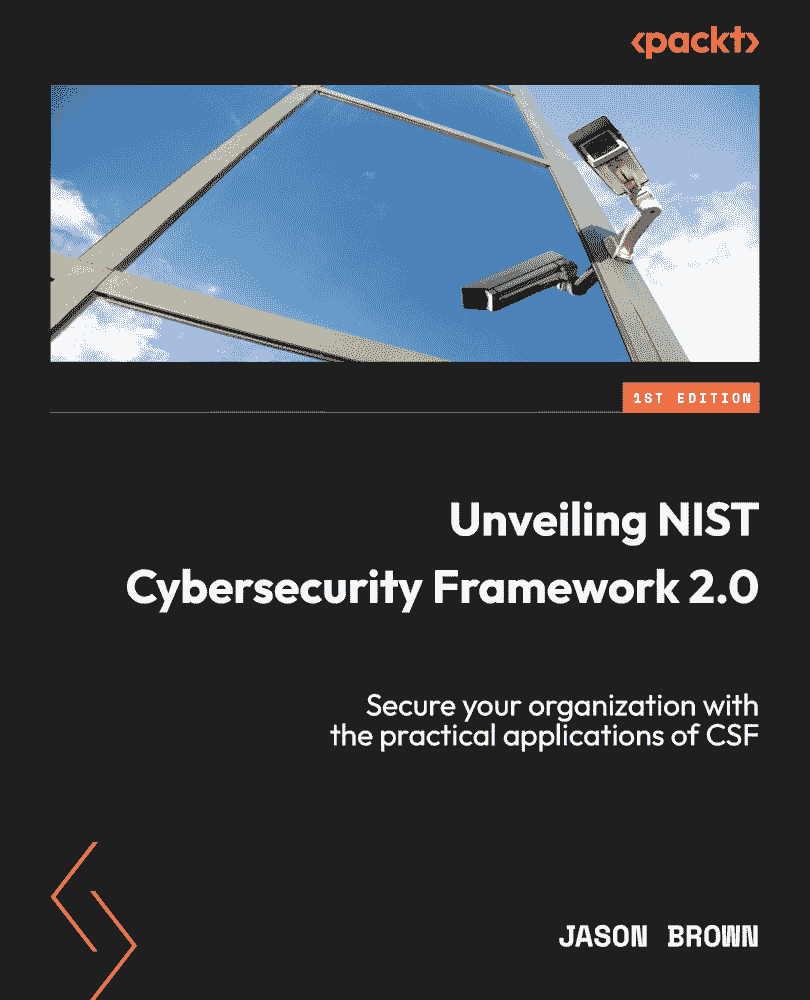 <packt>
1ST EDITION
Unveiling NIST
Cybersecurity Framework 2.0
Secure your organization with
the practical applications of CSF
JASON BROWN